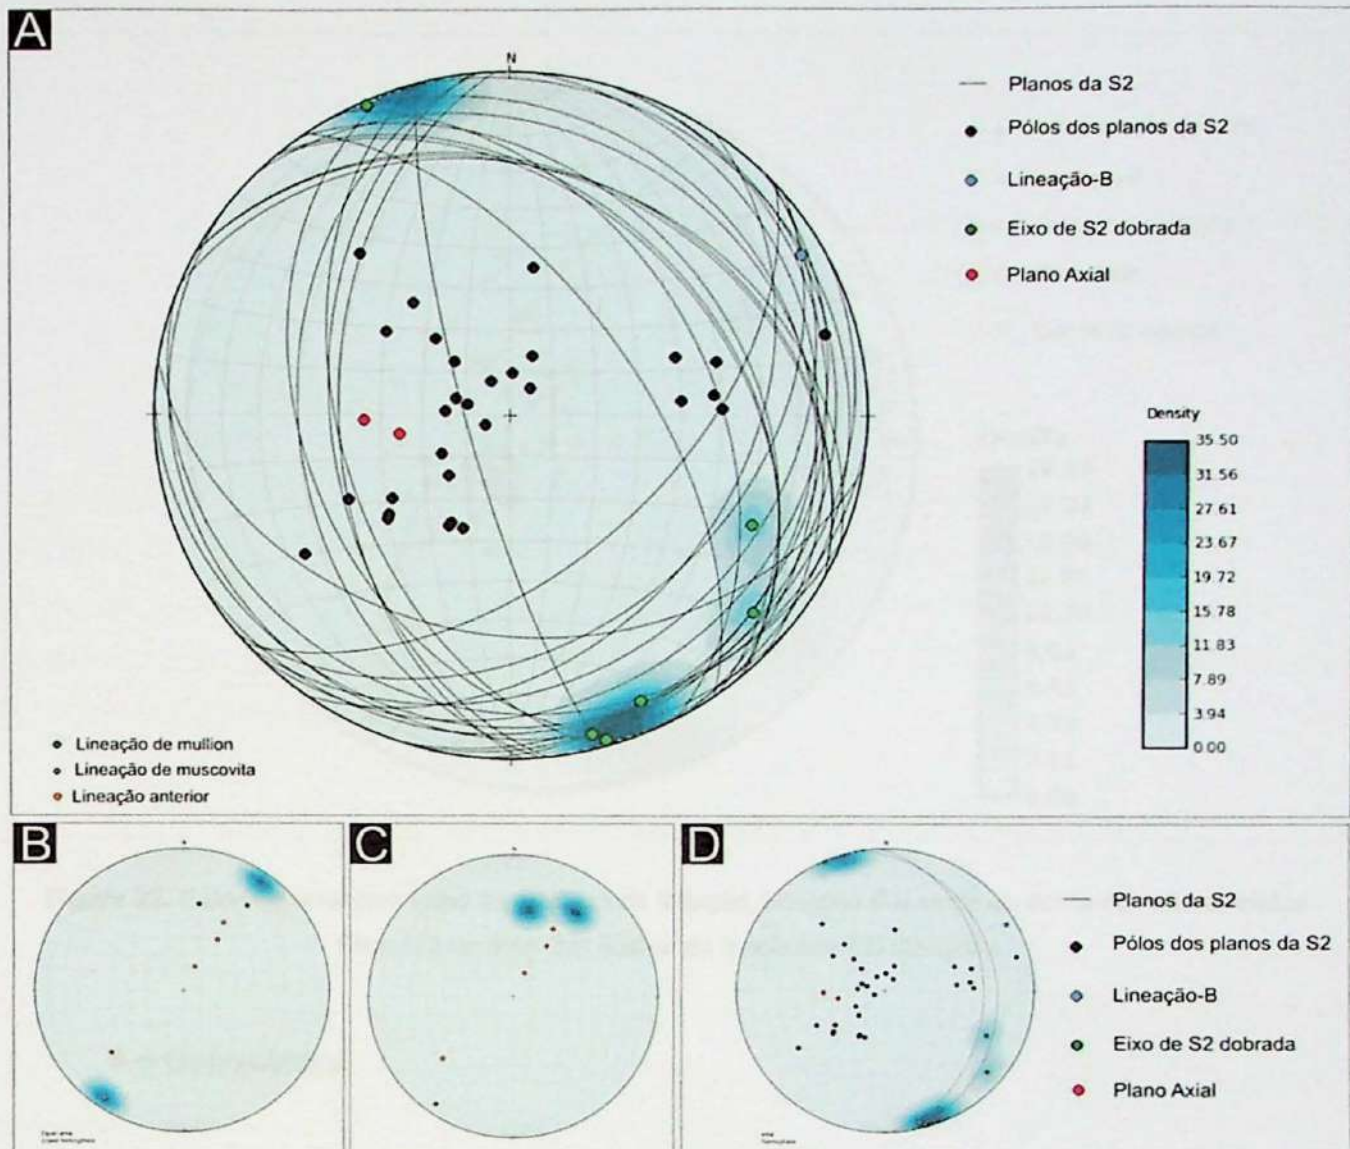 A
N
Planos da S2
Pólos dos planos da S2
Lineação-B
Eixo de S2 dobrada
Plano Axial
Density
35.50
31.56
27.61
23.67
19.72
15.78
11.83
7.89
3.94
0.00
Lineação de mullion
Lineação de muscovita
Lineação anterior
B
C
D
Planos da S2
Pólos dos planos da S2
Lineação-B
Eixo de S2 dobrada
Plano Axial